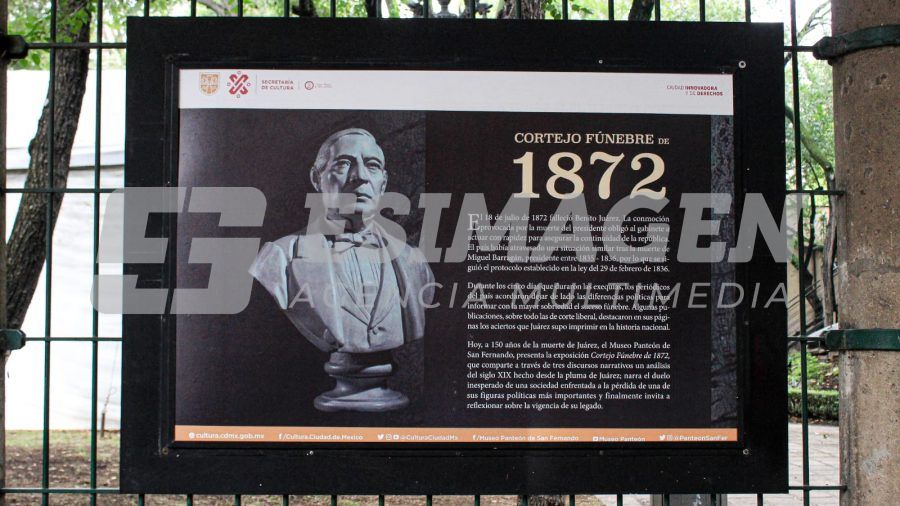 SECRETARÍA
DE CULTURA
CIUDAD INNOVADORA
Y DE DERECHOS
CORTEJO FÚNEBRE DE
1872
El 18 de julio de 1872 falleció Benito Juárez. La conmoción
provocada por la muerte del presidente obligó al gabinete a
actuar con rapidez para asegurar la continuidad de la república.
El país había atravesado una situación similar tras la muerte de
Miguel Barragán, presidente entre 1835 - 1836, por lo que se si-
guió el protocolo establecido en la ley del 29 de febrero de 1836.
Durante los cinco días que duraron las exequias, los periódicos
del país acordaron dejar de lado las diferencias políticas para
informar con la mayor sobriedad el suceso fúnebre. Algunas pu-
blicaciones, sobre todo las de corte liberal, destacaron en sus pági-
nas los aciertos que Juárez supo imprimir en la historia nacional.
Hoy, a 150 años de la muerte de Juárez, el Museo Panteón de
San Fernando, presenta la exposición Cortejo Fúnebre de 1872,
que comparte a través de tres discursos narrativos un análisis
del siglo XIX hecho desde la pluma de Juárez; narra el duelo
inesperado de una sociedad enfrentada a la pérdida de una de
sus figuras políticas más importantes y finalmente invita a
reflexionar sobre la vigencia de su legado.
cultura.cdmx.gob.mx /Cultura.Ciudad.de.Mexico @CulturaCiudadMx /Museo Panteón de San Fernando Museo Panteón @PanteonSanFer
ESIMAGEN
AGENCIA MULTIMEDIA